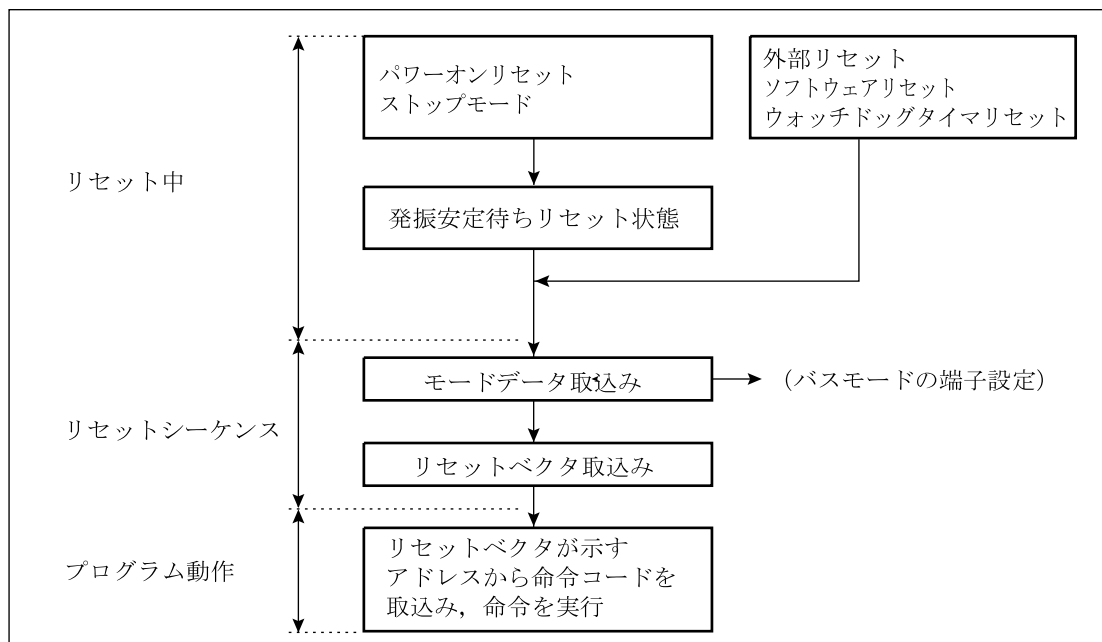 パワーオンリセット
ストップモード
外部リセット
ソフトウェアリセット
ウォッチドッグタイマリセット
リセット中
発振安定待ちリセット状態
モードデータ取込み
(バスモードの端子設定)
リセットシーケンス
リセットベクタ取込み
リセットベクタが示す
アドレスから命令コードを
取込み，命令を実行
プログラム動作